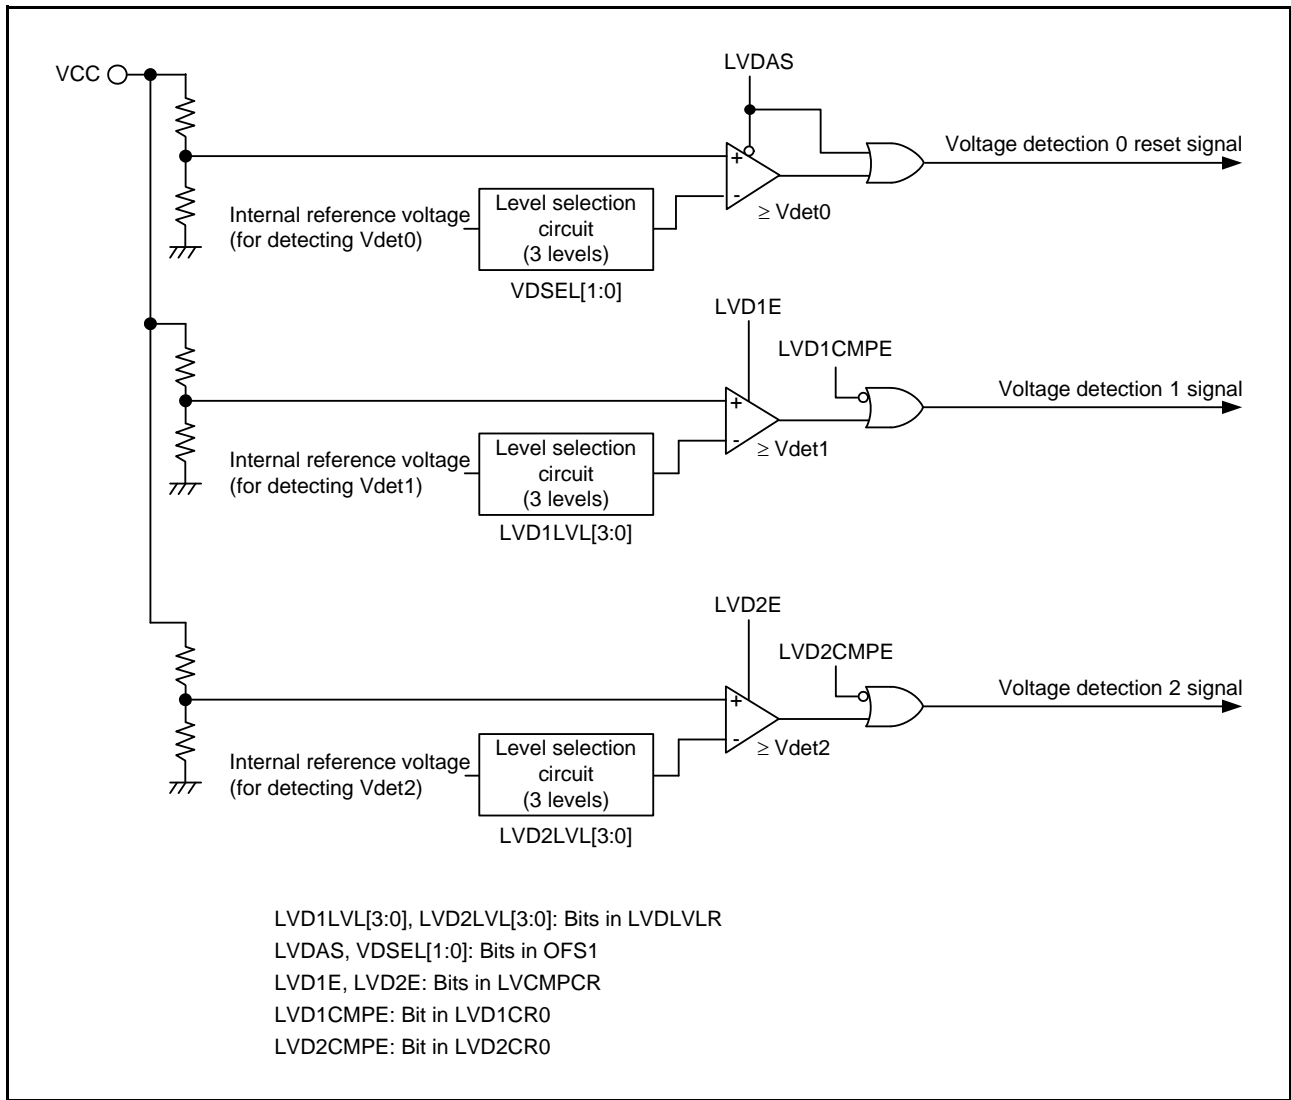 LVDAS
VCC
Voltage detection 0 reset signal
+
-
Internal reference voltage
(for detecting Vdet0)
Level selection
circuit
(3 levels)
≥ Vdet0
VDSEL[1:0]
LVD1E
LVD1CMPE
Voltage detection 1 signal
+
-
Internal reference voltage
(for detecting Vdet1)
Level selection
circuit
(3 levels)
≥ Vdet1
LVD1LVL[3:0]
LVD2E
LVD2CMPE
Voltage detection 2 signal
+
-
Internal reference voltage
(for detecting Vdet2)
Level selection
circuit
(3 levels)
≥ Vdet2
LVD2LVL[3:0]
LVD1LVL[3:0], LVD2LVL[3:0]: Bits in LVDLVLR
LVDAS, VDSEL[1:0]: Bits in OFS1
LVD1E, LVD2E: Bits in LVCMPCR
LVD1CMPE: Bit in LVD1CR0
LVD2CMPE: Bit in LVD2CR0